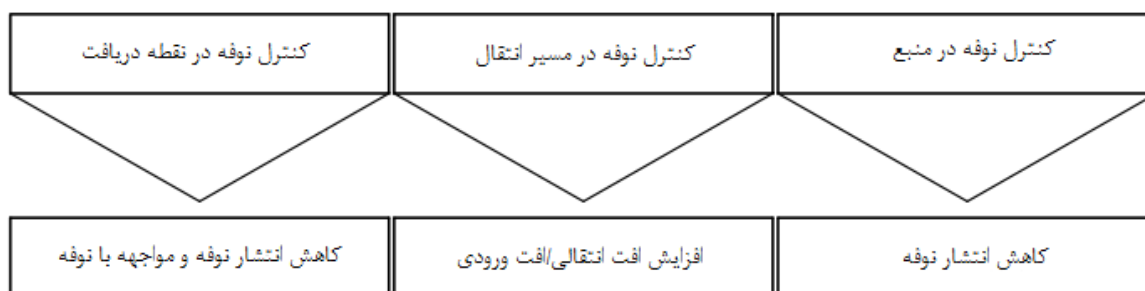 کنترل نوفه در منبع
کنترل نوفه در مسیر انتقال
کنترل نوفه در نقطه دریافت
کاهش انتشار نوفه
افزایش افت انتقالی/افت ورودی
کاهش انتشار نوفه و مواجهه با نوفه